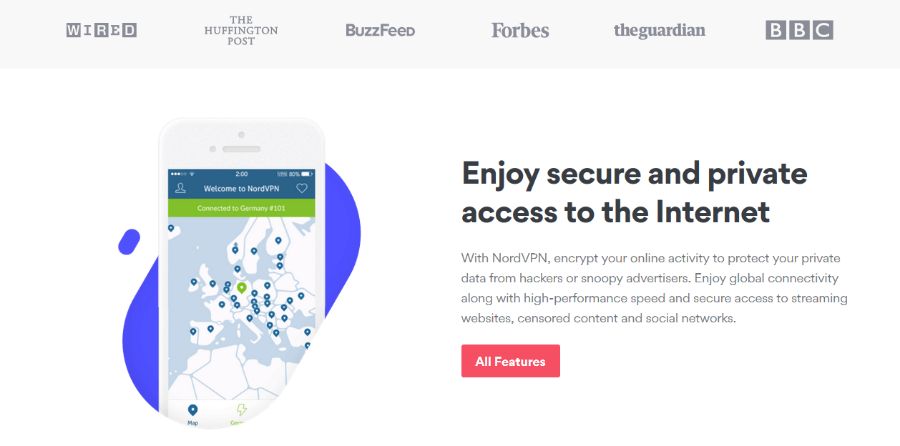 WIRED
THE
HUFFINGTON
POST
BuzzFeeD
Forbes
theguardian
BBC
2:00
VPN 80%
Welcome to NordVPN
Connected to Germany #101
Map
Enjoy secure and private
access to the Internet
With NordVPN, encrypt your online activity to protect your private
data from hackers or snoopy advertisers. Enjoy global connectivity
along with high-performance speed and secure access to streaming
websites, censored content and social networks.
All Features